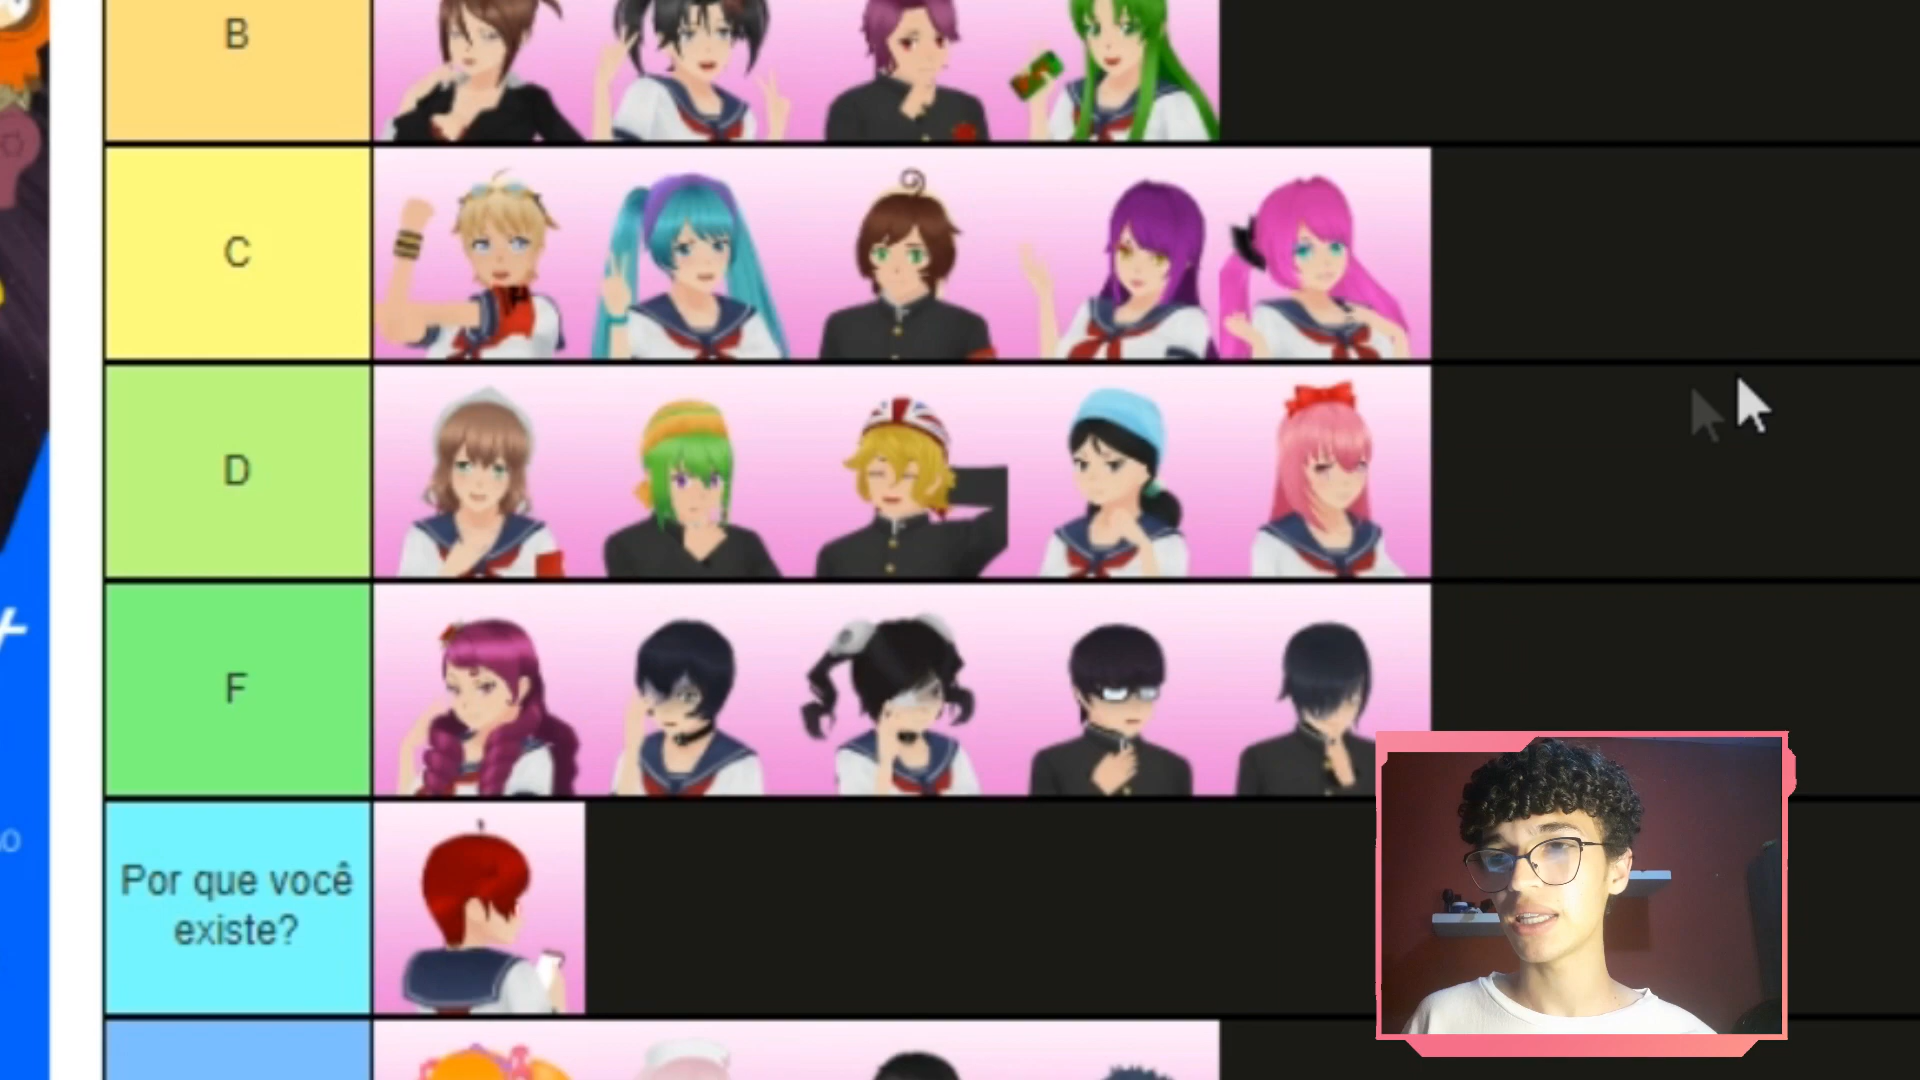 B
C
D
F
Por que você
existe?